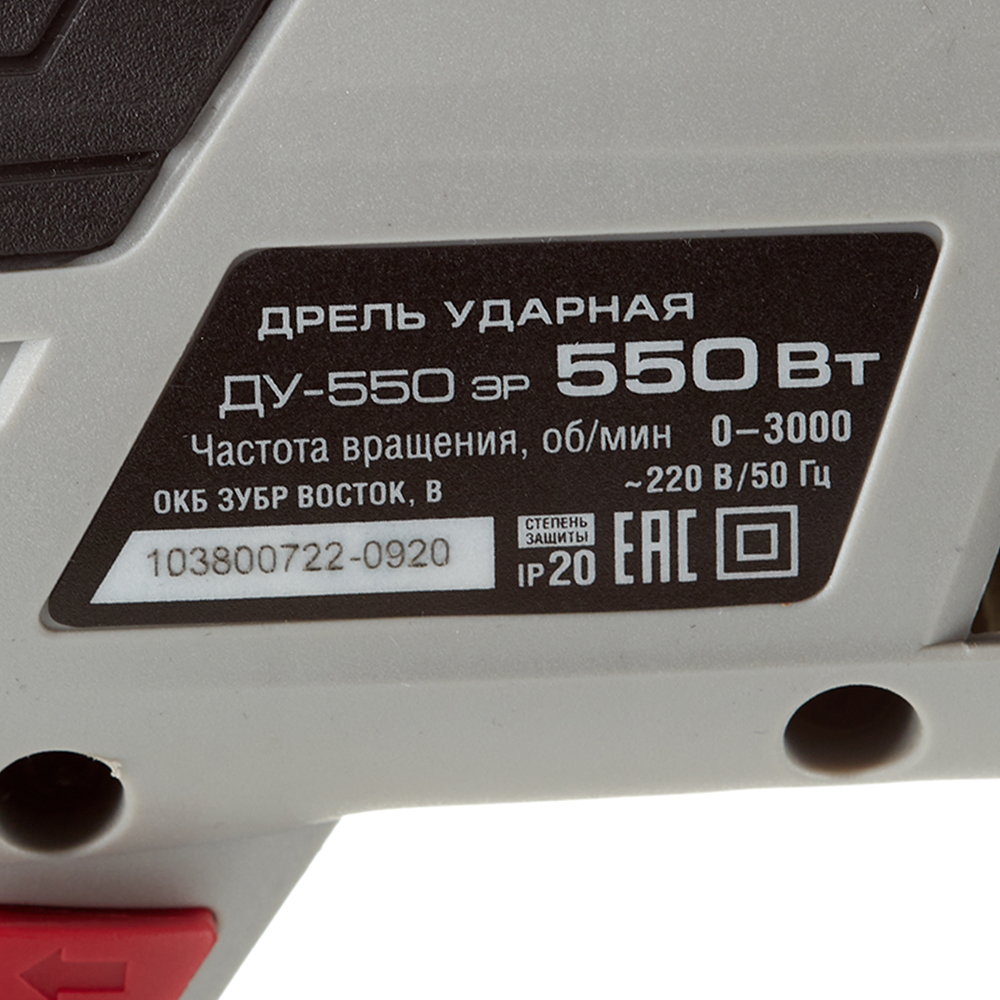 ДРЕЛЬ УДАРНАЯ
ДУ-550 ЭР 550 Вт
Частота вращения, об/мин 0–3000
ОКБ ЗУБР ВОСТОК, В ~220 В/50 Гц
103800722-0920
СТЕПЕНЬ
ЗАЩИТЫ
IP20
EAC